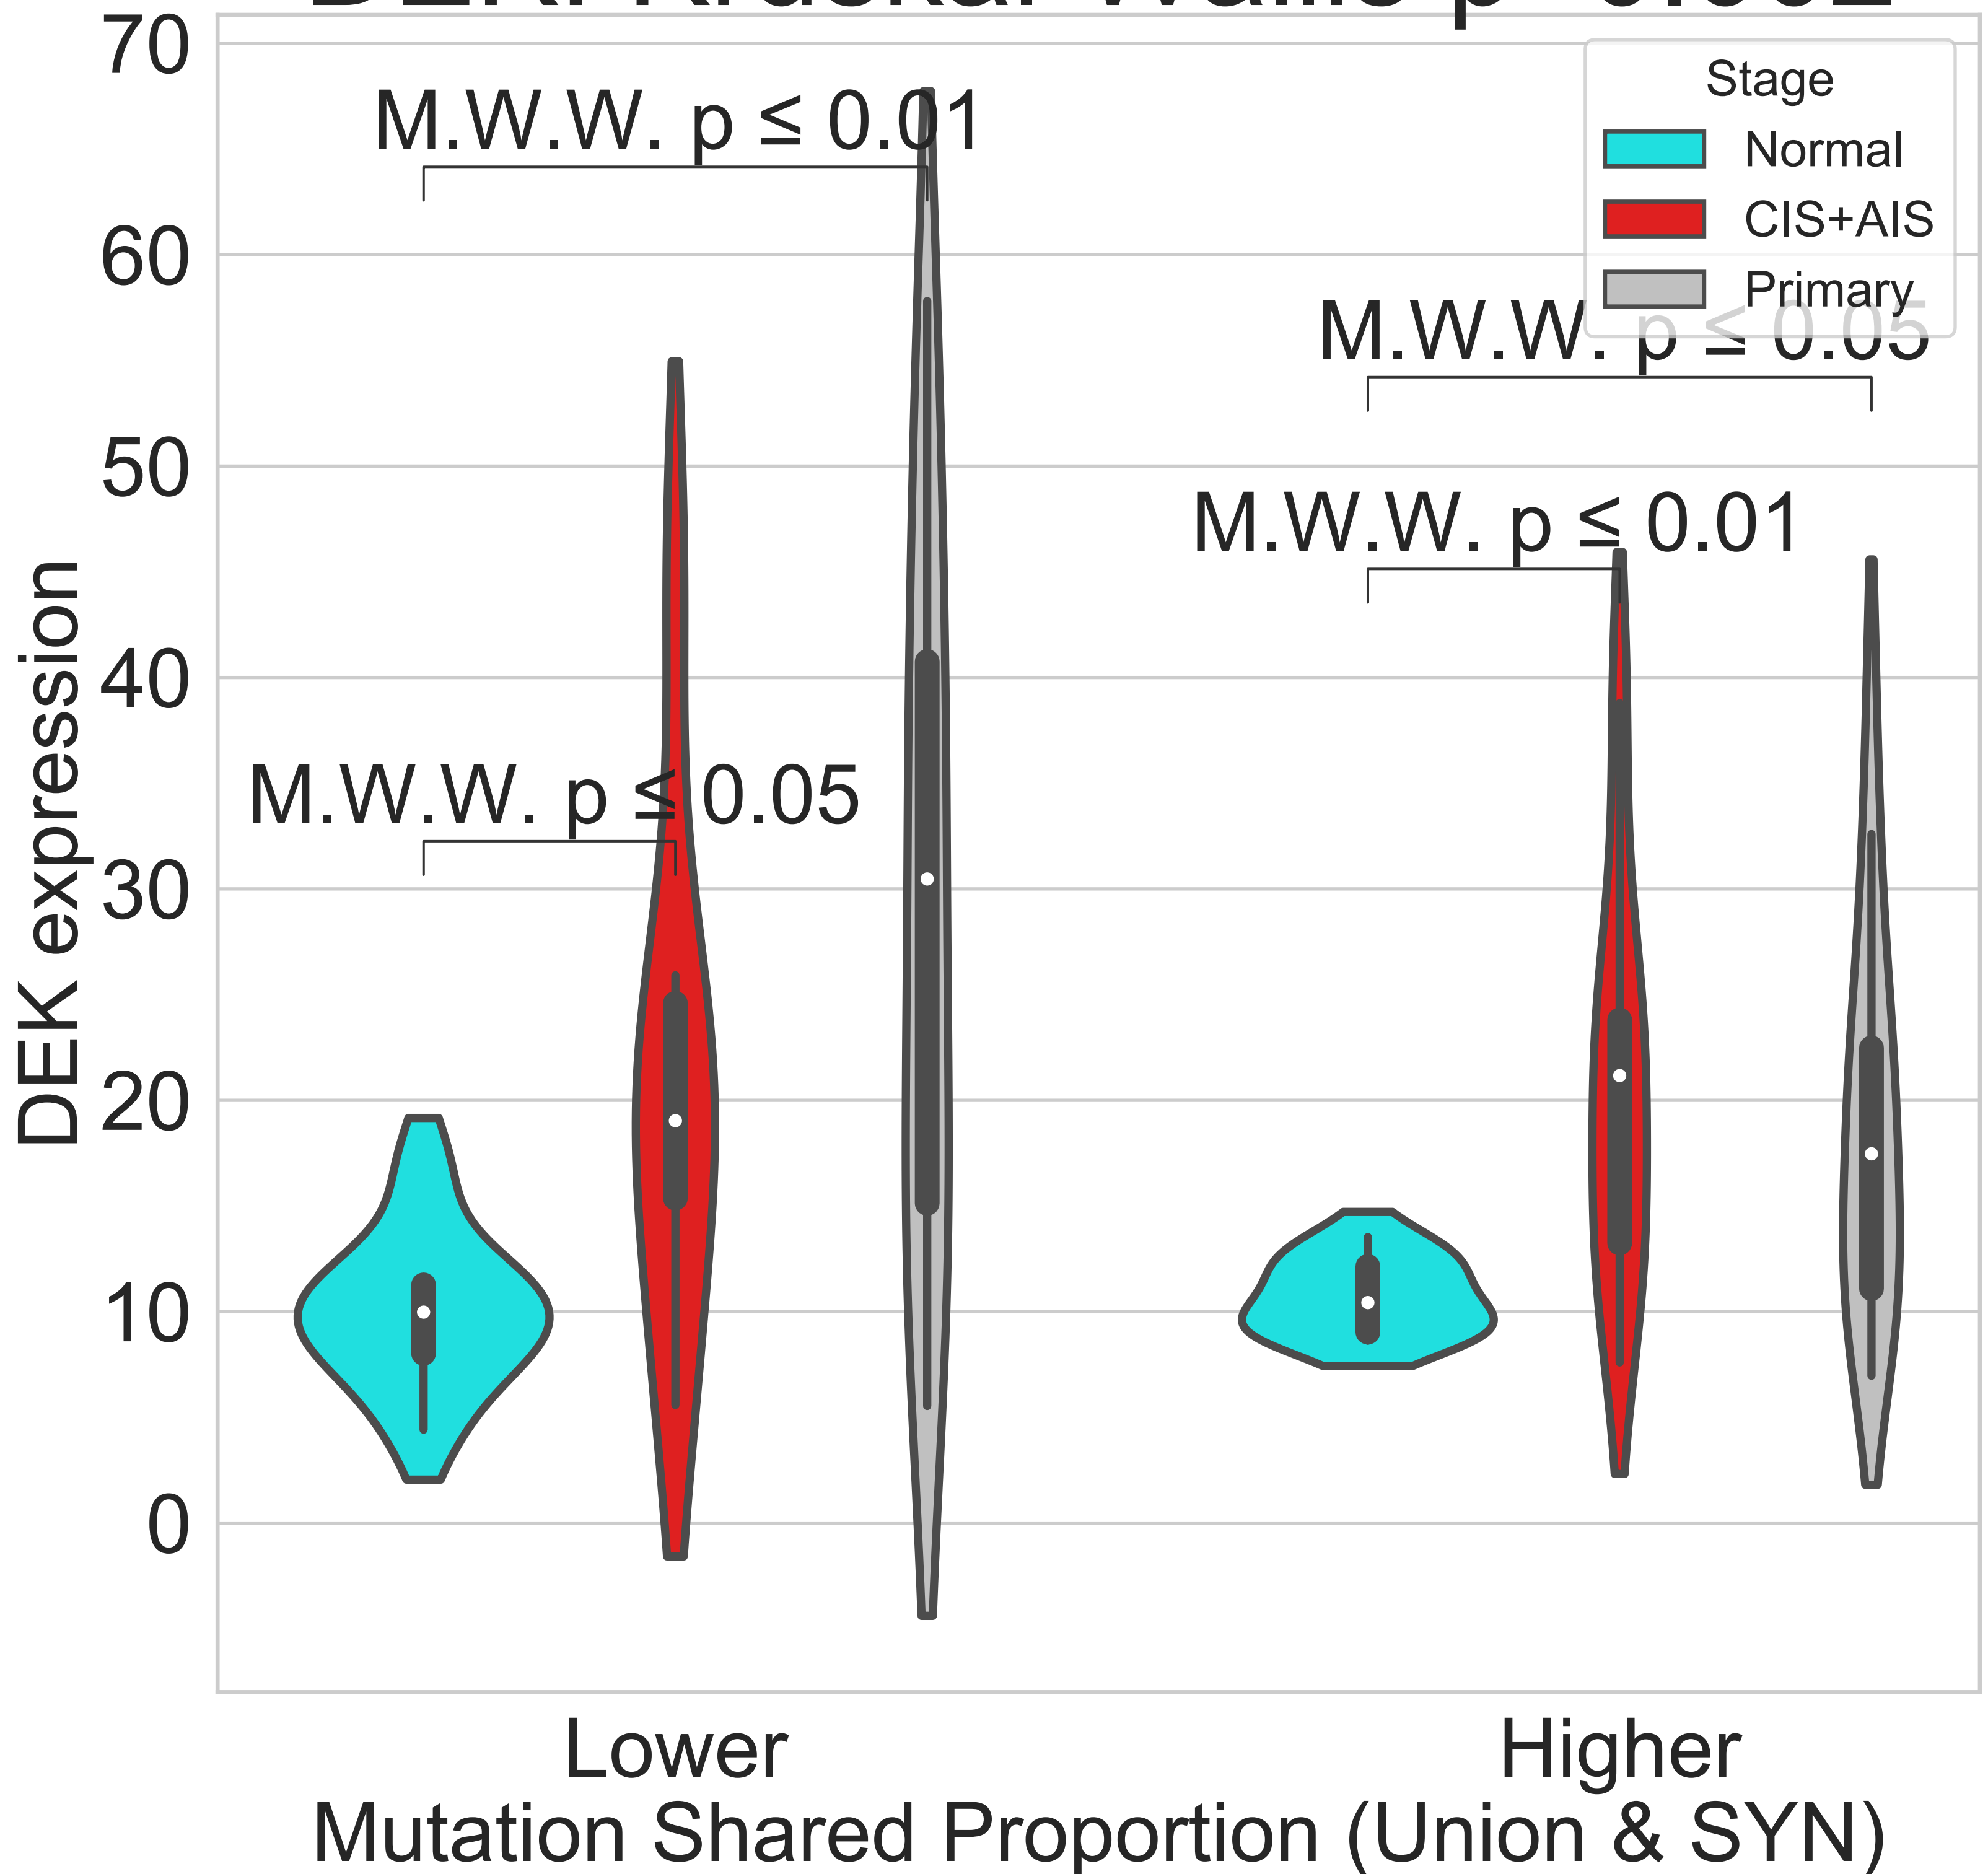 70
M.W.W. p ≤ 0.01
Stage
Normal
CIS+AIS
Primary
60
M.W.W. p ≤ 0.05
50
M.W.W. p ≤ 0.01
40
M.W.W. p ≤ 0.05
30
20
10
0
DEK expression
Lower
Higher
Mutation Shared Proportion (Union & SYN)